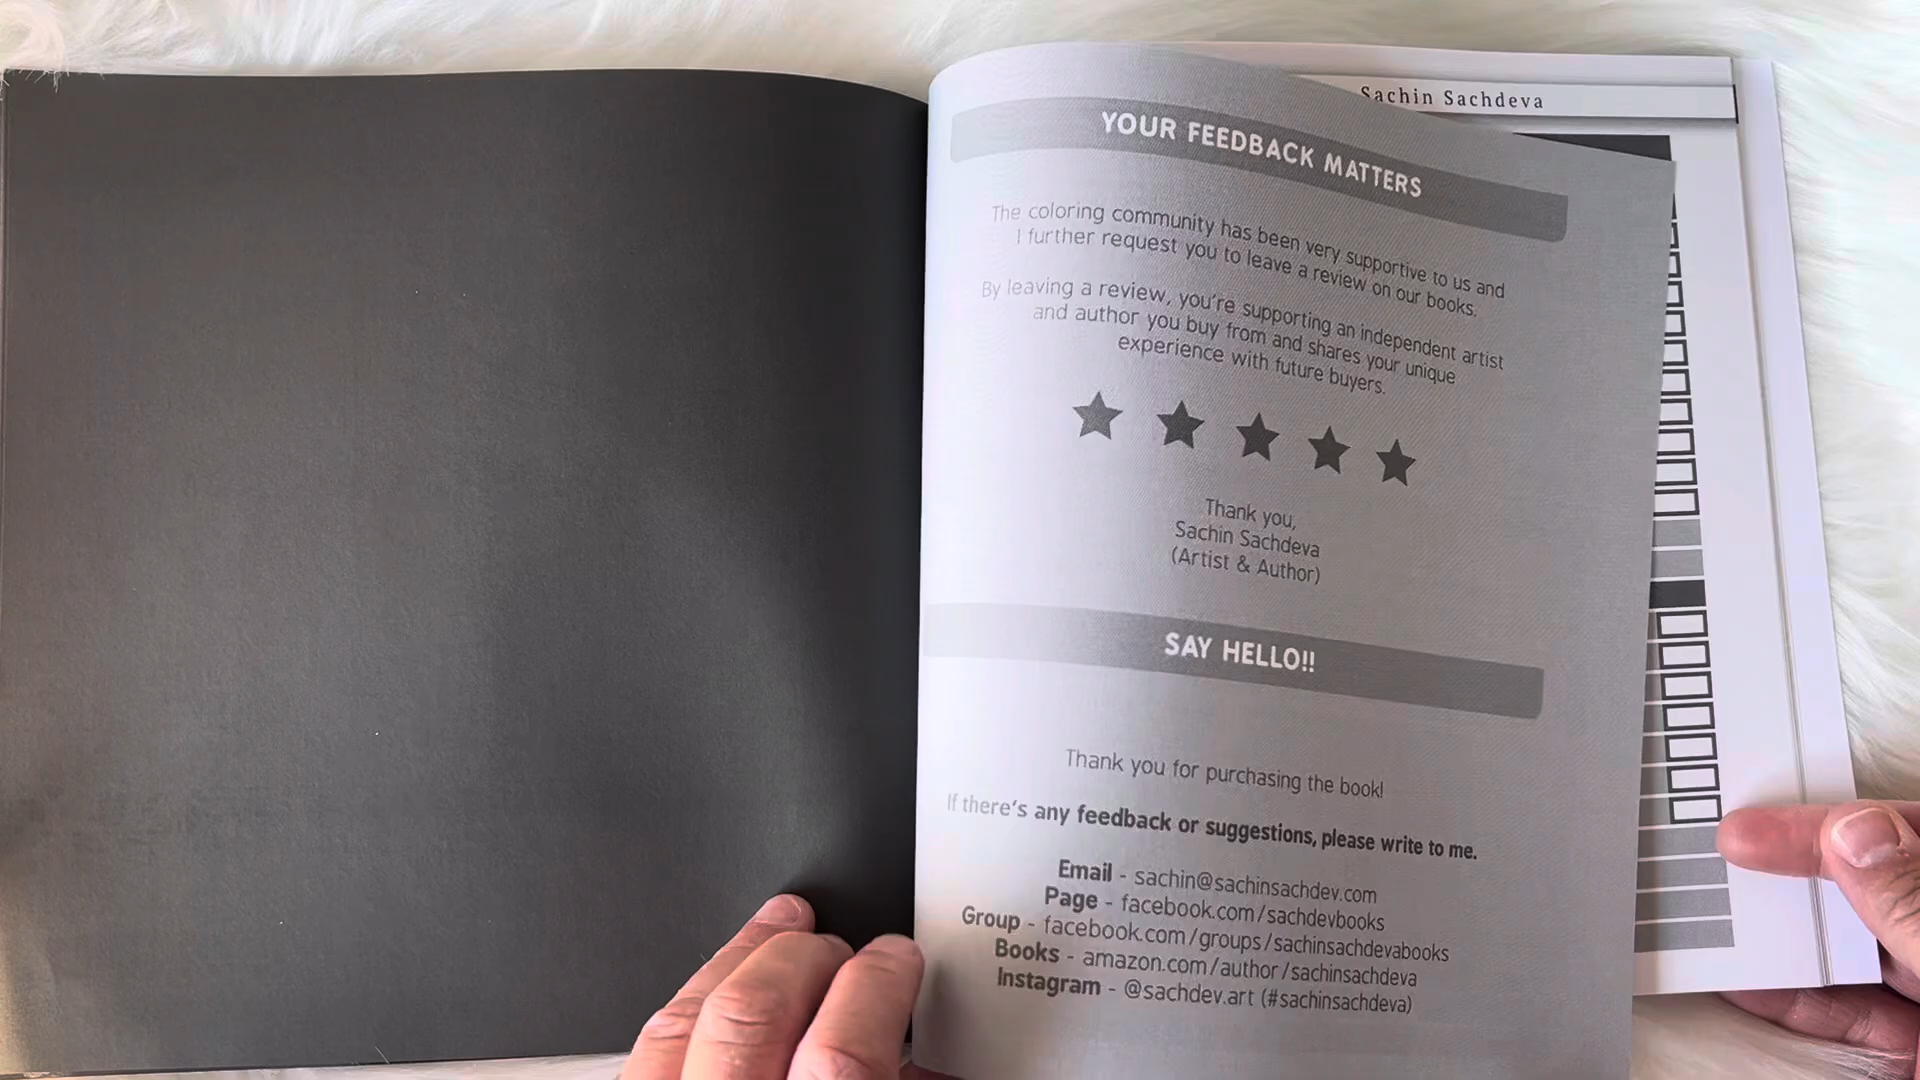 Sachin Sachdeva
YOUR FEEDBACK MATTERS
The coloring community has been very supportive to us and
I further request you to leave a review on our books.
By leaving a review, you're supporting an independent artist
and author you buy from and shares your unique
experience with future buyers.
Thank you,
Sachin Sachdeva
(Artist & Author)
SAY HELLO!!
Thank you for purchasing the book!
If there's any feedback or suggestions, please write to me.
Email - sachin@sachinsachdev.com
Page - facebook.com/sachdevbooks
Group - facebook.com/groups/sachinsachdevabooks
Books - amazon.com/author/sachinsachdeva
Instagram - @sachdev.art (#sachinsachdeva)